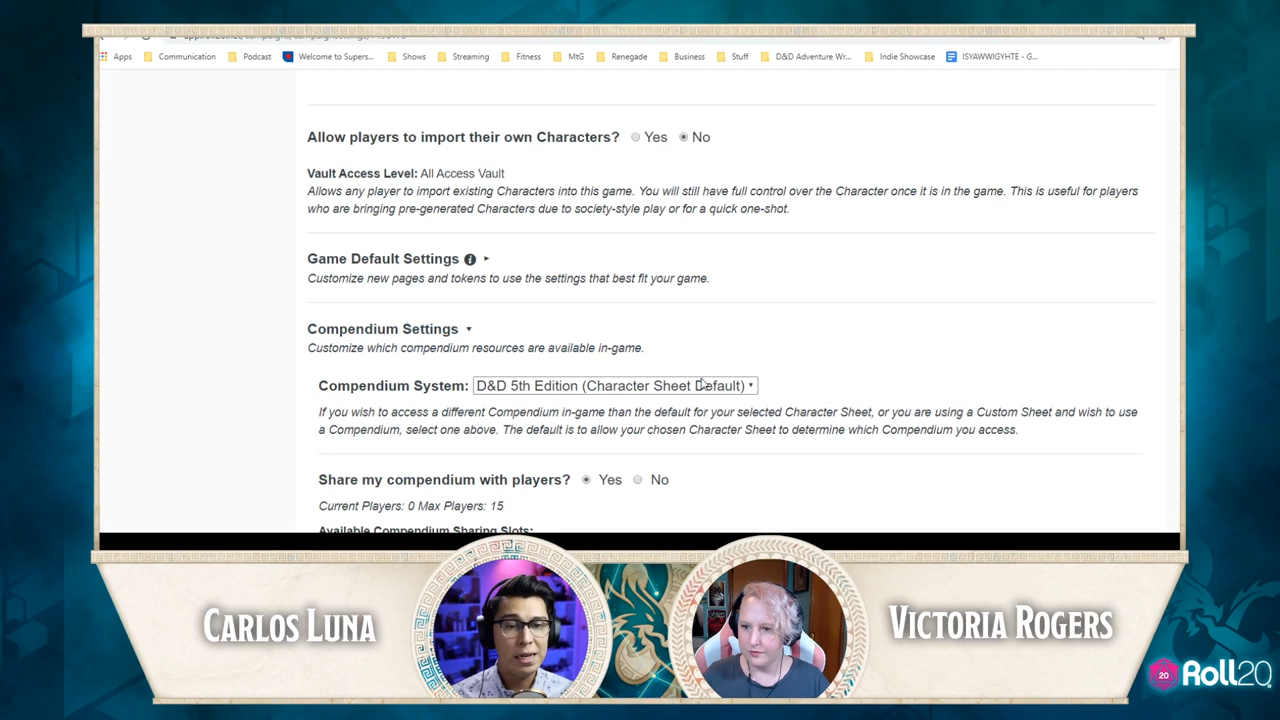 Apps Communication Podcast Welcome to Supers... Shows Streaming Fitness MtG Renegade Business Stuff D&D Adventure Wr... Indie Showcase ISYAWWIGYHTE - G...
Allow players to import their own Characters? Yes No
Vault Access Level: All Access Vault
Allows any player to import existing Characters into this game. You will still have full control over the Character once it is in the game. This is useful for players
who are bringing pre-generated Characters due to society-style play or for a quick one-shot.
Game Default Settings
Customize new pages and tokens to use the settings that best fit your game.
Compendium Settings
Customize which compendium resources are available in-game.
Compendium System: D&D 5th Edition (Character Sheet Default)
If you wish to access a different Compendium in-game than the default for your selected Character Sheet, or you are using a Custom Sheet and wish to use
a Compendium, select one above. The default is to allow your chosen Character Sheet to determine which Compendium you access.
Share my compendium with players? Yes No
Current Players: 0 Max Players: 15
Available Compendium Sharing Slots:
CARLOS LUNA
VICTORIA ROGERS
20 Roll20